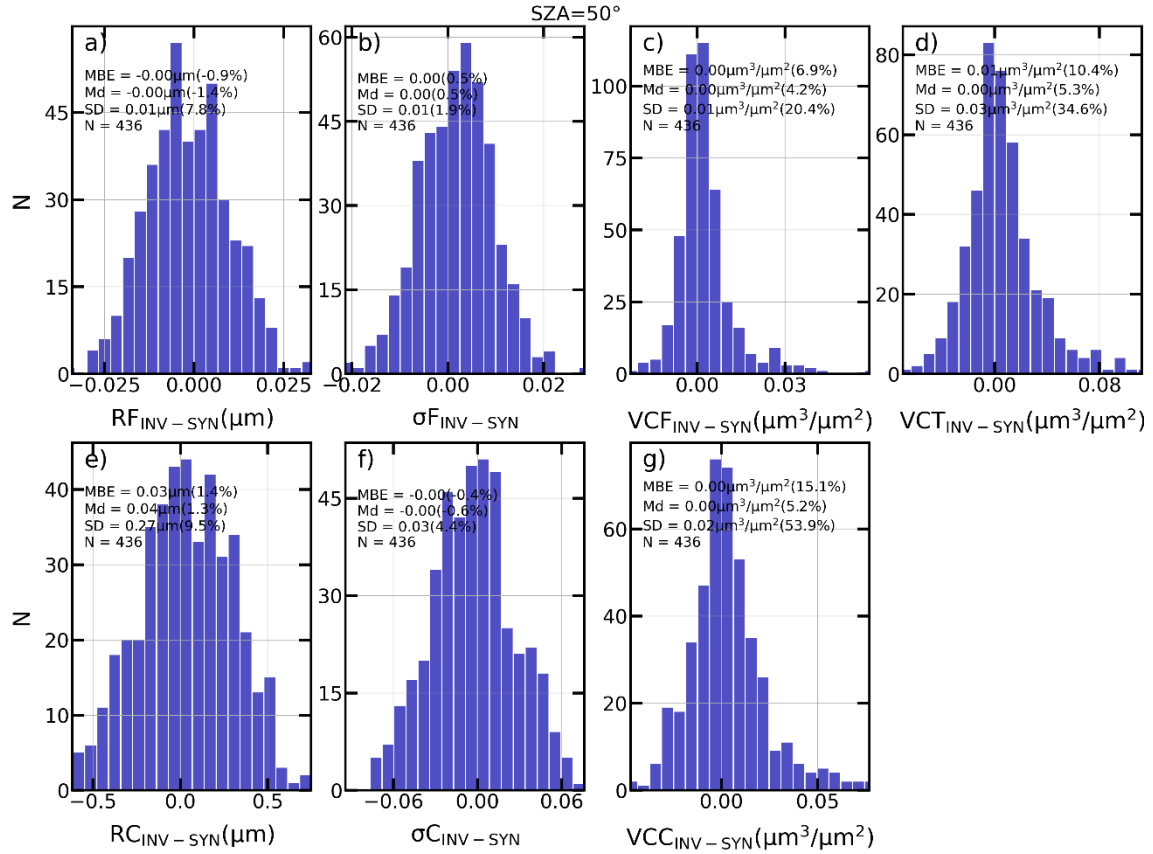 SZA=50°
a)
MBE = -0.00μm(-0.9%)
Md = -0.00μm(-1.4%)
SD = 0.01μm(7.8%)
N = 436
N
45
30
15
0
−0.025
0.000
0.025
RF_INV−SYN(μm)
b)
MBE = 0.00(0.5%)
Md = 0.00(0.5%)
SD = 0.01(1.9%)
N = 436
60
45
30
15
0
−0.02
0.00
0.02
σF_INV−SYN
c)
MBE = 0.00μm³/μm²(6.9%)
Md = 0.00μm³/μm²(4.2%)
SD = 0.01μm³/μm²(20.4%)
N = 436
100
75
50
25
0
0.00
0.03
VCF_INV−SYN(μm³/μm²)
d)
MBE = 0.01μm³/μm²(10.4%)
Md = 0.00μm³/μm²(5.3%)
SD = 0.03μm³/μm²(34.6%)
N = 436
80
60
40
20
0
0.00
0.08
VCT_INV−SYN(μm³/μm²)
e)
MBE = 0.03μm(1.4%)
Md = 0.04μm(1.3%)
SD = 0.27μm(9.5%)
N = 436
N
40
30
20
10
0
−0.5
0.0
0.5
RC_INV−SYN(μm)
f)
MBE = -0.00(-0.4%)
Md = -0.00(-0.6%)
SD = 0.03(4.4%)
N = 436
45
30
15
0
−0.06
0.00
0.06
σC_INV−SYN
g)
MBE = 0.00μm³/μm²(15.1%)
Md = 0.00μm³/μm²(5.2%)
SD = 0.02μm³/μm²(53.9%)
N = 436
75
50
25
0
0.00
0.05
VCC_INV−SYN(μm³/μm²)